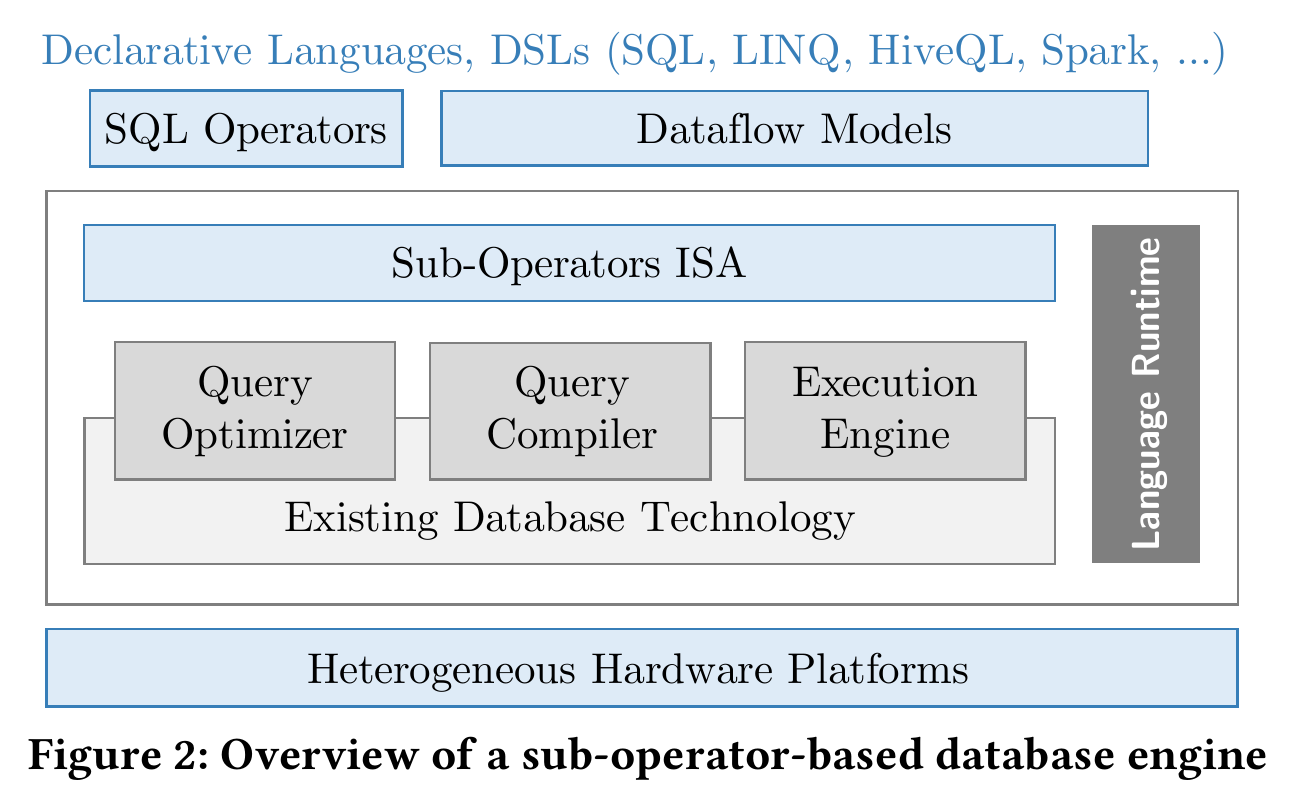 Declarative Languages, DSLs (SQL, LINQ, HiveQL, Spark, ...)
SQL Operators
Dataflow Models
Sub-Operators ISA
Language Runtime
Query
Optimizer
Query
Compiler
Execution
Engine
Existing Database Technology
Heterogeneous Hardware Platforms
Figure 2: Overview of a sub-operator-based database engine